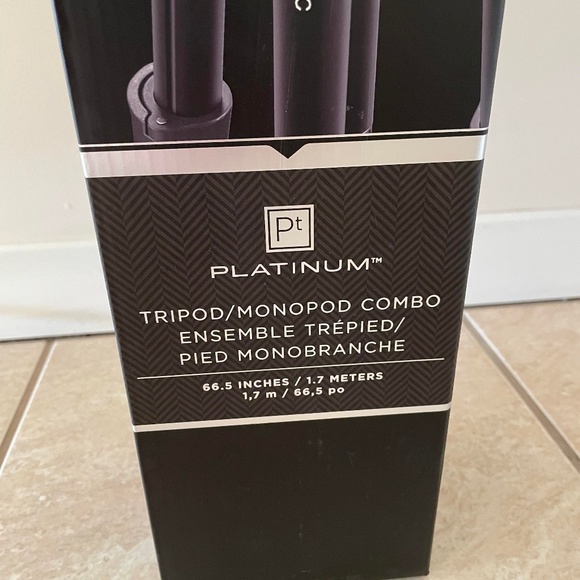 C
Pt
PLATINUM™
TRIPOD/MONOPOD COMBO
ENSEMBLE TRÉPIED/
PIED MONOBRANCHE
66.5 INCHES / 1.7 METERS
1,7 m / 66,5 po